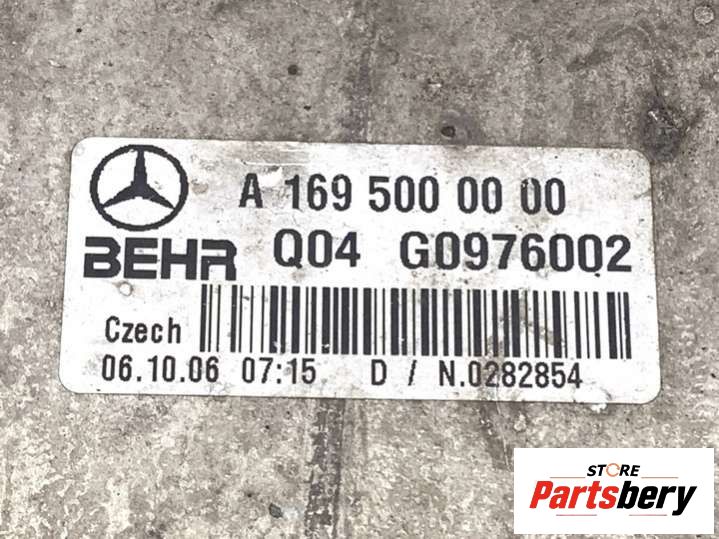 A 169 500 00 00
BEHR Q04 G0976002
Czech
06.10.06 07:15 D / N.0282854
STORE
Partsbery